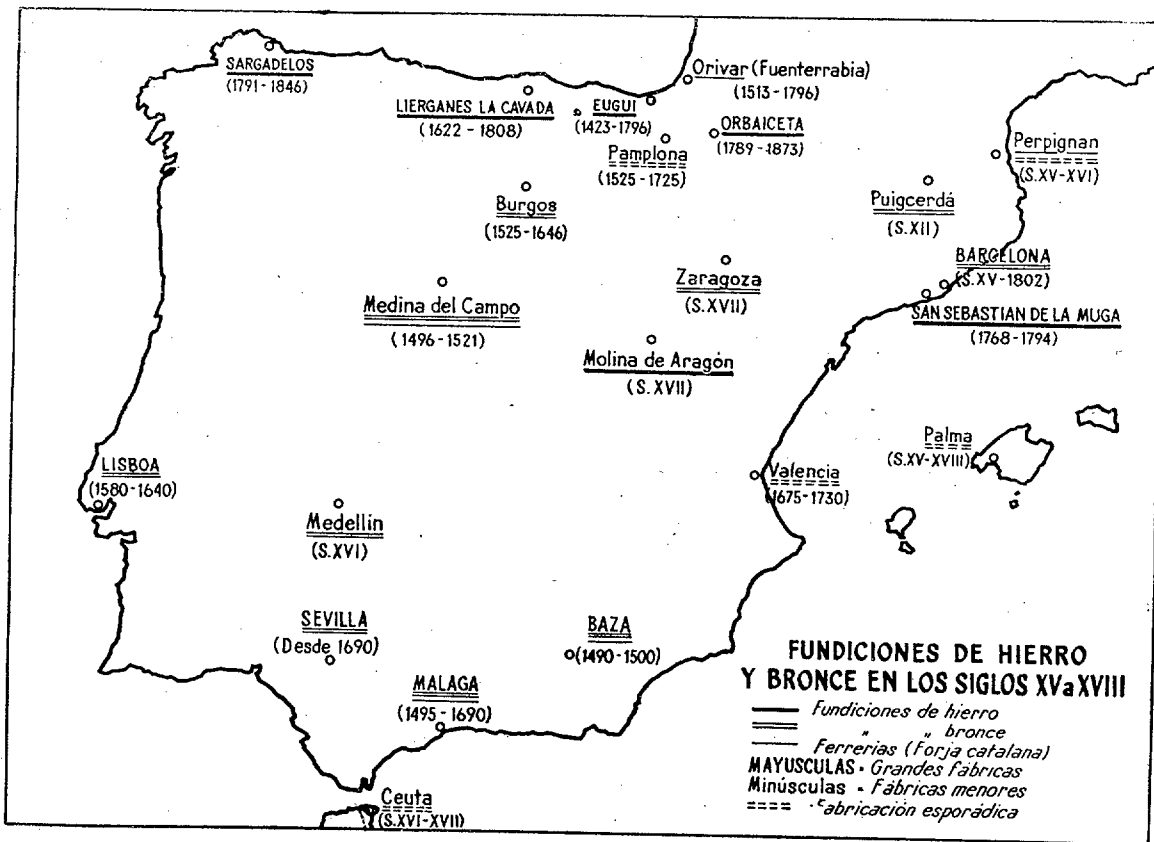 SARGADELOS
(1791-1846)
LIERGANES LA CAVADA
(1622-1808)
EUGUI
(1423-1796)
Orivar (Fuenterrabia)
(1513-1796)
ORBAICETA
(1789-1873)
Pamplona
(1525-1725)
Perpignan
(S.XV-XVI)
Puigcerdá
(S.XII)
Burgos
(1525-1646)
BARCELONA
(S.XV-1802)
Zaragoza
(S.XVII)
Medina del Campo
(1496-1521)
SAN SEBASTIAN DE LA MUGA
(1768-1794)
Molina de Aragón
(S.XVII)
Palma
(S.XV-XVIII)
LISBOA
(1580-1640)
Valencia
(1675-1730)
Medellín
(S.XVI)
SEVILLA
(Desde 1690)
BAZA
(1490-1500)
MALAGA
(1495-1690)
Ceuta
(S.XVI-XVII)
FUNDICIONES DE HIERRO
Y BRONCE EN LOS SIGLOS XVaXVIII
Fundiciones de hierro
" " bronce
Ferrerias (Forja catalana)
MAYUSCULAS - Grandes fábricas
Minúsculas - Fábricas menores
Fabricación esporádica